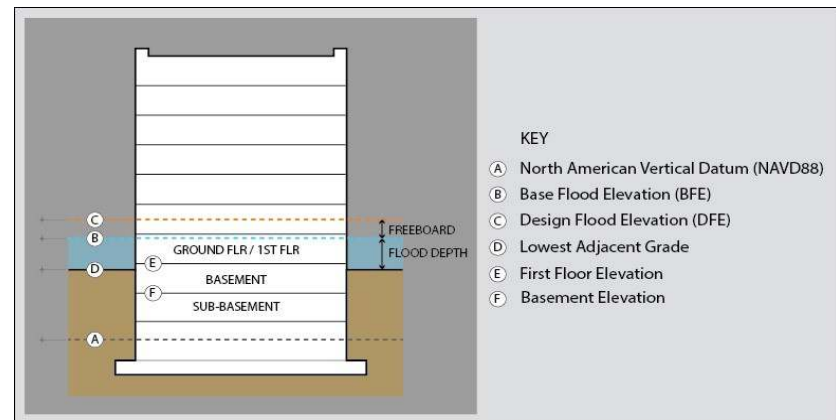 C
B
D
E
F
A
FREEBOARD
FLOOD DEPTH
GROUND FLR / 1ST FLR
BASEMENT
SUB-BASEMENT
KEY
A North American Vertical Datum (NAVD88)
B Base Flood Elevation (BFE)
C Design Flood Elevation (DFE)
D Lowest Adjacent Grade
E First Floor Elevation
F Basement Elevation